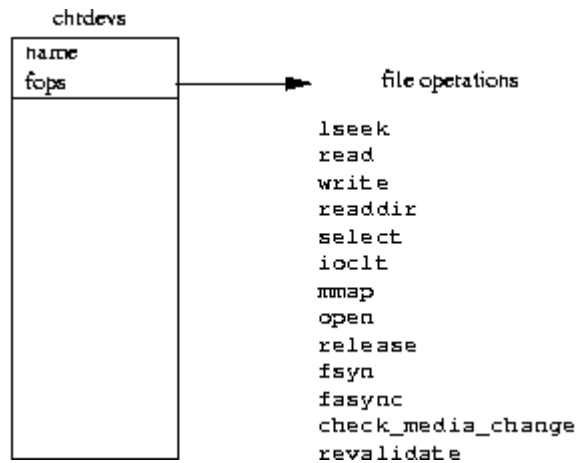 chrdevs
name
fops
file operations
lseek
read
write
readdir
select
ioclt
mmap
open
release
fsyn
fasync
check_media_change
revalidate